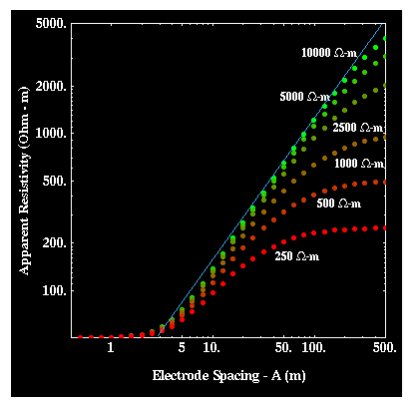 5000.
2000.
1000.
500.
200.
100.
1
5
10.
50.
100.
500.
Apparent Resistivity (Ohm - m)
Electrode Spacing - A (m)
10000 Ω-m
5000 Ω-m
2500 Ω-m
1000 Ω-m
500 Ω-m
250 Ω-m